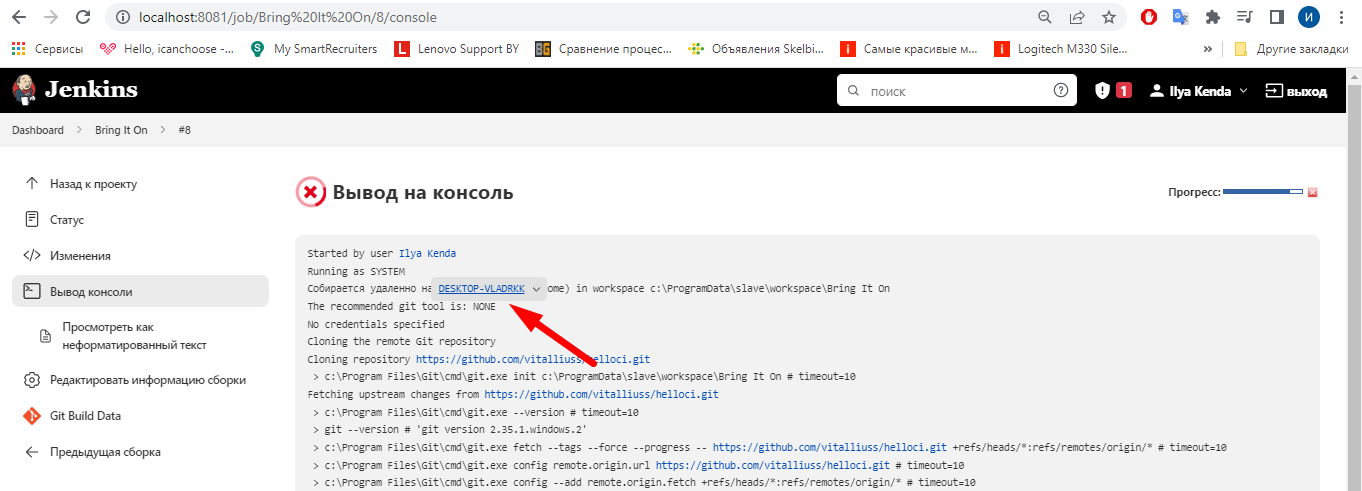 localhost:8081/job/Bring%20It%20On/8/console
И
Сервисы
Hello, icanchoose -...
My SmartRecruiters
Lenovo Support BY
Сравнение процес...
Объявления Skelbi...
Самые красивые м...
Logitech M330 Sile...
»
Другие закладки
Jenkins
поиск
1
Ilya Kenda
выход
Dashboard
Bring It On
#8
Назад к проекту
Статус
Изменения
Вывод консоли
Просмотреть как
неформатированный текст
Редактировать информацию сборки
Git Build Data
Предыдущая сборка
Вывод на консоль
Прогресс:
Started by user Ilya Kenda
Running as SYSTEM
Собирается удаленно на DESKTOP-VLADRKK ome) in workspace c:\ProgramData\slave\workspace\Bring It On
The recommended git tool is: NONE
No credentials specified
Cloning the remote Git repository
Cloning repository https://github.com/vitalliuss/helloci.git
> c:\Program Files\Git\cmd\git.exe init c:\ProgramData\slave\workspace\Bring It On # timeout=10
Fetching upstream changes from https://github.com/vitalliuss/helloci.git
> c:\Program Files\Git\cmd\git.exe --version # timeout=10
> git --version # 'git version 2.35.1.windows.2'
> c:\Program Files\Git\cmd\git.exe fetch --tags --force --progress -- https://github.com/vitalliuss/helloci.git +refs/heads/*:refs/remotes/origin/* # timeout=10
> c:\Program Files\Git\cmd\git.exe config remote.origin.url https://github.com/vitalliuss/helloci.git # timeout=10
> c:\Program Files\Git\cmd\git.exe config --add remote.origin.fetch +refs/heads/*:refs/remotes/origin/* # timeout=10